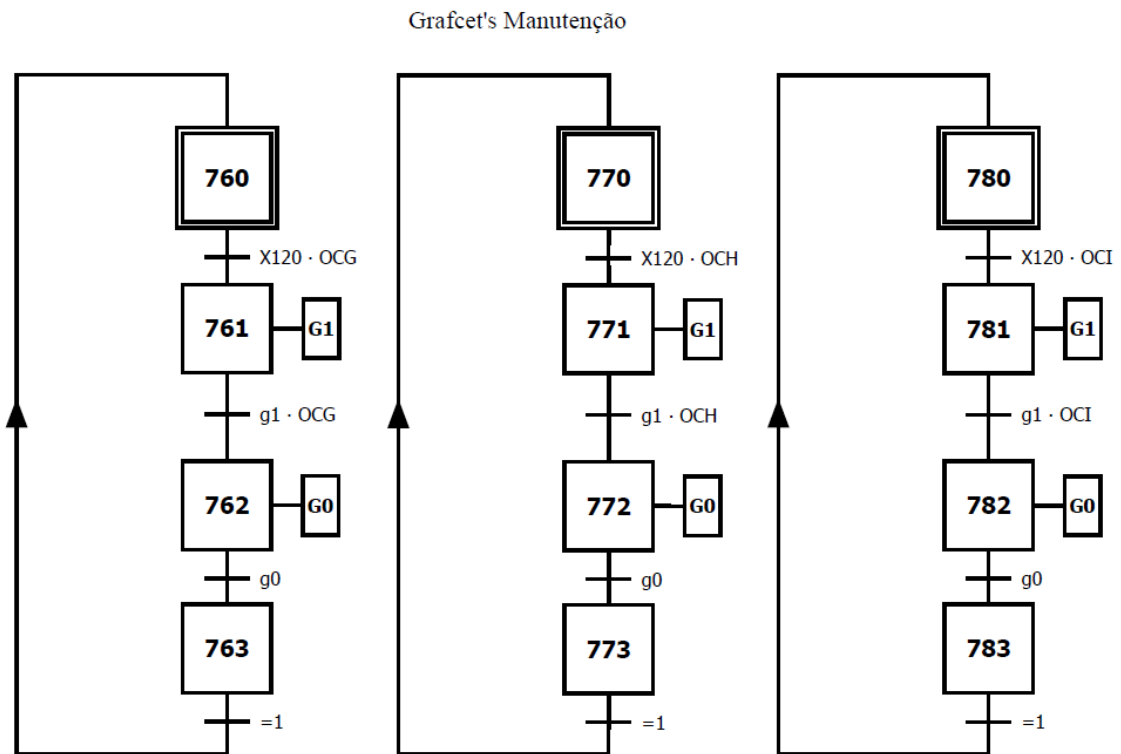 Grafcet's Manutenção
760
X120 · OCG
761
G1
g1 · OCG
762
G0
g0
763
=1
770
X120 · OCH
771
G1
g1 · OCH
772
G0
g0
773
=1
780
X120 · OCI
781
G1
g1 · OCI
782
G0
g0
783
=1